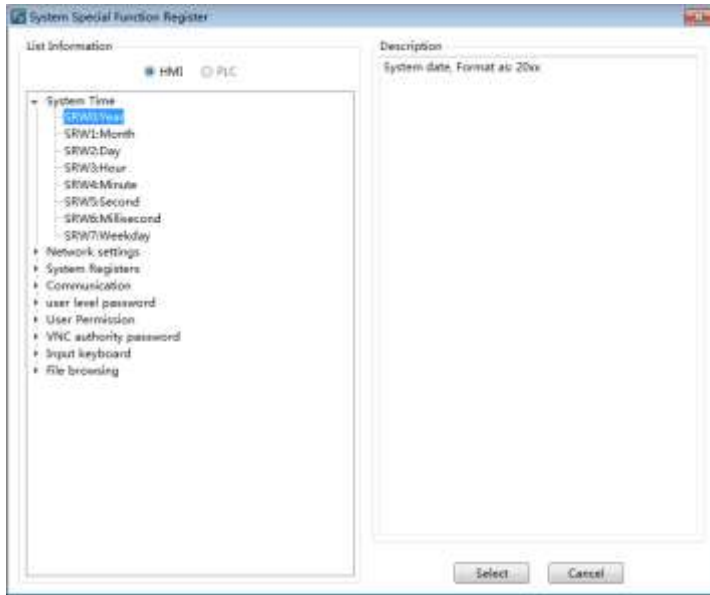 System Special Function Register
List Information
HMI
PLC
System Time
SRW0:Year
SRW1:Month
SRW2:Day
SRW3:Hour
SRW4:Minute
SRW5:Second
SRW6:Millisecond
SRW7:Weekday
Network settings
System Registers
Communication
user level password
User Permission
VNC authority password
Input keyboard
File browsing
Description
System date, Format as: 20xx
Select
Cancel